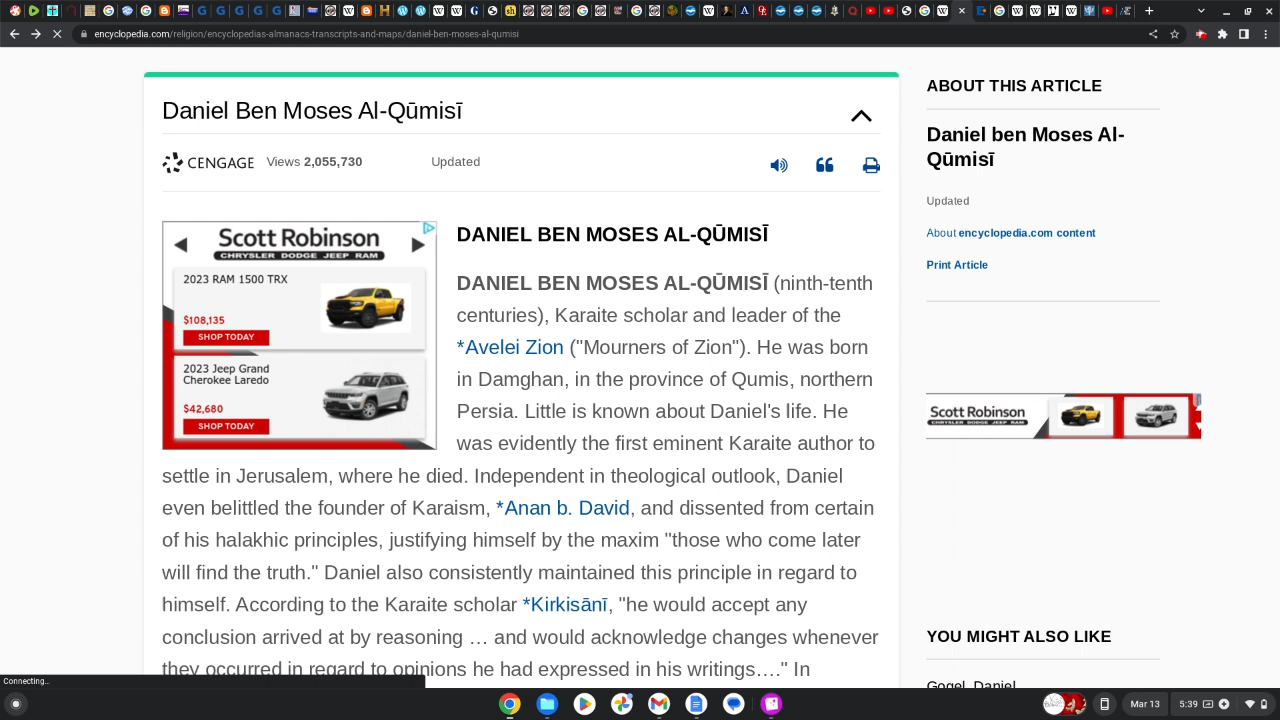 encyclopedia.com/religion/encyclopedias-almanacs-transcripts-and-maps/daniel-ben-moses-al-qumisi
Daniel Ben Moses Al-Qūmisī
CENGAGE Views 2,055,730 Updated
SCOTT ROBINSON
CHRYSLER DODGE JEEP RAM
2023 RAM 1500 TRX
$108,135
SHOP TODAY
2023 Jeep Grand
Cherokee Laredo
$42,680
SHOP TODAY
DANIEL BEN MOSES AL-QŪMISĪ
DANIEL BEN MOSES AL-QŪMISĪ (ninth-tenth
centuries), Karaite scholar and leader of the
*Avelei Zion ("Mourners of Zion"). He was born
in Damghan, in the province of Qumis, northern
Persia. Little is known about Daniel's life. He
was evidently the first eminent Karaite author to
settle in Jerusalem, where he died. Independent in theological outlook, Daniel
even belittled the founder of Karaism, *Anan b. David, and dissented from certain
of his halakhic principles, justifying himself by the maxim "those who come later
will find the truth." Daniel also consistently maintained this principle in regard to
himself. According to the Karaite scholar *Kirkisānī, "he would accept any
conclusion arrived at by reasoning … and would acknowledge changes whenever
they occurred in regard to opinions he had expressed in his writings…." In
ABOUT THIS ARTICLE
Daniel ben Moses Al-
Qūmisī
Updated
About encyclopedia.com content
Print Article
SCOTT ROBINSON
CHRYSLER DODGE JEEP RAM
YOU MIGHT ALSO LIKE
Gogel, Daniel
Connecting...
Mar 13 5:39